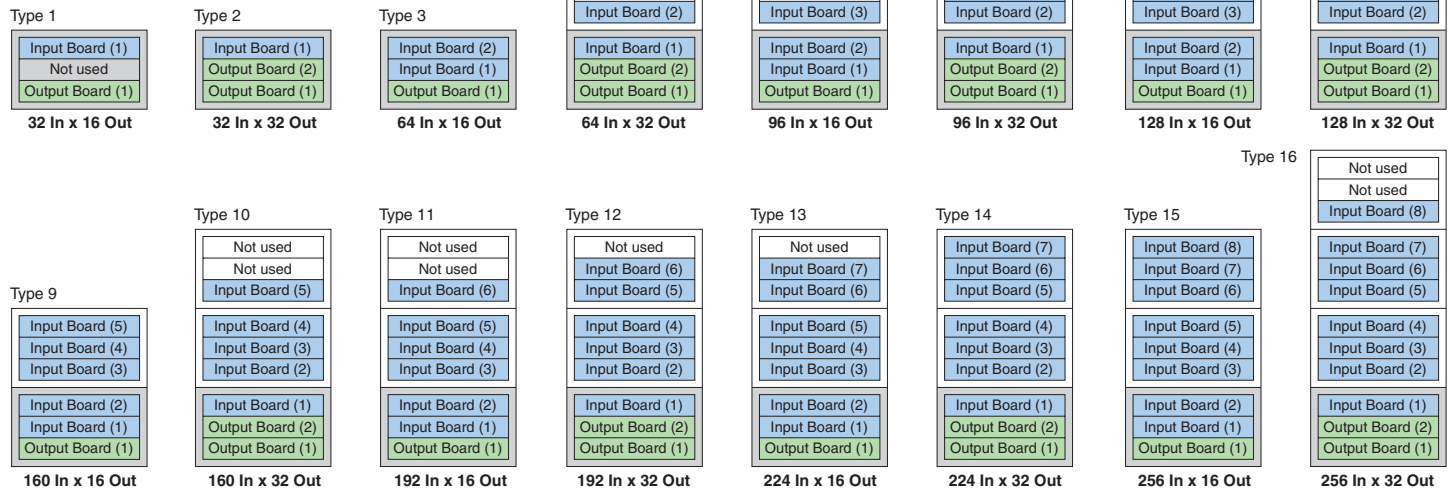 Type 1
Input Board (1)
Not used
Output Board (1)
32 In x 16 Out
Type 2
Input Board (1)
Output Board (2)
Output Board (1)
32 In x 32 Out
Type 3
Input Board (2)
Input Board (1)
Output Board (1)
64 In x 16 Out
Input Board (2)
Input Board (1)
Output Board (2)
Output Board (1)
64 In x 32 Out
Input Board (3)
Input Board (2)
Input Board (1)
Output Board (1)
96 In x 16 Out
Input Board (2)
Input Board (1)
Output Board (2)
Output Board (1)
96 In x 32 Out
Input Board (3)
Input Board (2)
Input Board (1)
Output Board (1)
128 In x 16 Out
Input Board (2)
Input Board (1)
Output Board (2)
Output Board (1)
128 In x 32 Out
Type 9
Input Board (5)
Input Board (4)
Input Board (3)
Input Board (2)
Input Board (1)
Output Board (1)
160 In x 16 Out
Type 10
Not used
Not used
Input Board (5)
Input Board (4)
Input Board (3)
Input Board (2)
Input Board (1)
Output Board (2)
Output Board (1)
160 In x 32 Out
Type 11
Not used
Not used
Input Board (6)
Input Board (5)
Input Board (4)
Input Board (3)
Input Board (2)
Input Board (1)
Output Board (1)
192 In x 16 Out
Type 12
Not used
Input Board (6)
Input Board (5)
Input Board (4)
Input Board (3)
Input Board (2)
Input Board (1)
Output Board (2)
Output Board (1)
192 In x 32 Out
Type 13
Not used
Input Board (7)
Input Board (6)
Input Board (5)
Input Board (4)
Input Board (3)
Input Board (2)
Input Board (1)
Output Board (1)
224 In x 16 Out
Type 14
Input Board (7)
Input Board (6)
Input Board (5)
Input Board (4)
Input Board (3)
Input Board (2)
Input Board (1)
Output Board (2)
Output Board (1)
224 In x 32 Out
Type 15
Input Board (8)
Input Board (7)
Input Board (6)
Input Board (5)
Input Board (4)
Input Board (3)
Input Board (2)
Input Board (1)
Output Board (1)
256 In x 16 Out
Type 16
Not used
Not used
Input Board (8)
Input Board (7)
Input Board (6)
Input Board (5)
Input Board (4)
Input Board (3)
Input Board (2)
Input Board (1)
Output Board (2)
Output Board (1)
256 In x 32 Out